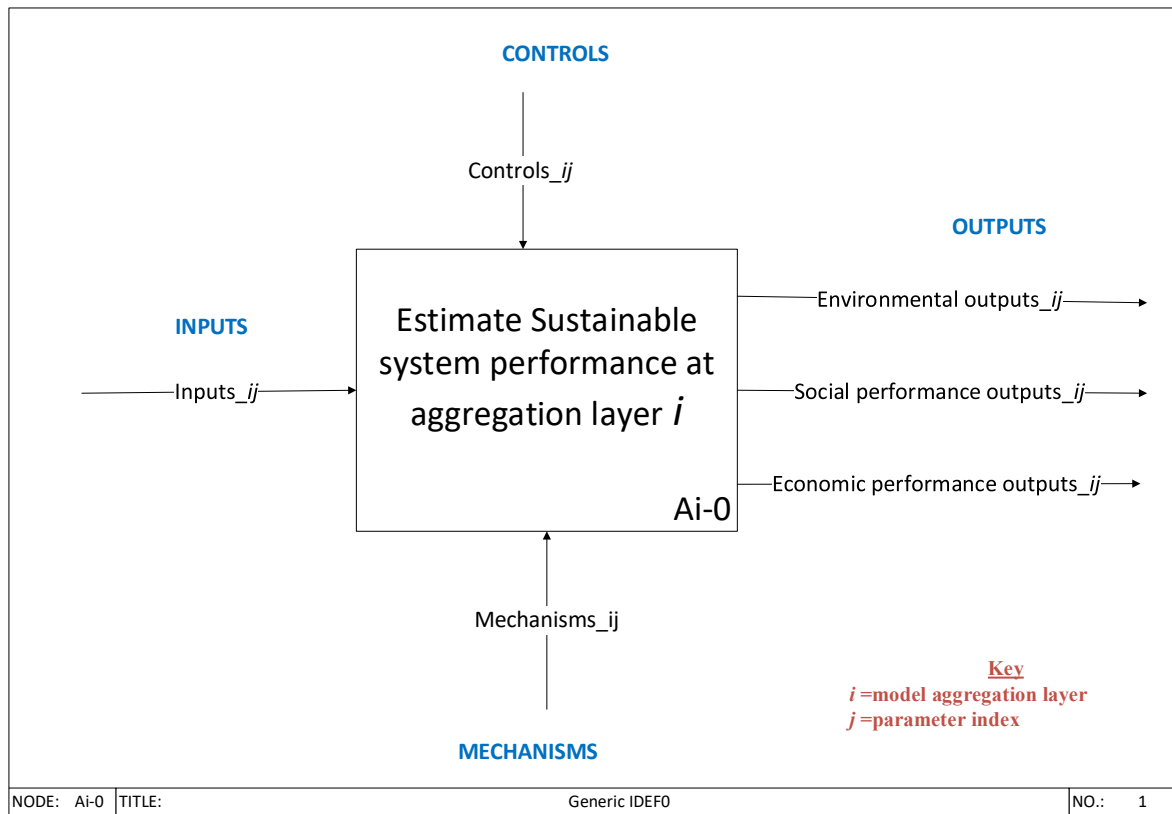 CONTROLS
Controls_ij
OUTPUTS
Estimate Sustainable
system performance at
aggregation layer i
Ai-0
INPUTS
Inputs_ij
Environmental outputs_ij
Social performance outputs_ij
Economic performance outputs_ij
Mechanisms_ij
MECHANISMS
Key
i =model aggregation layer
j =parameter index
NODE: Ai-0 TITLE: Generic IDEF0 NO.: 1